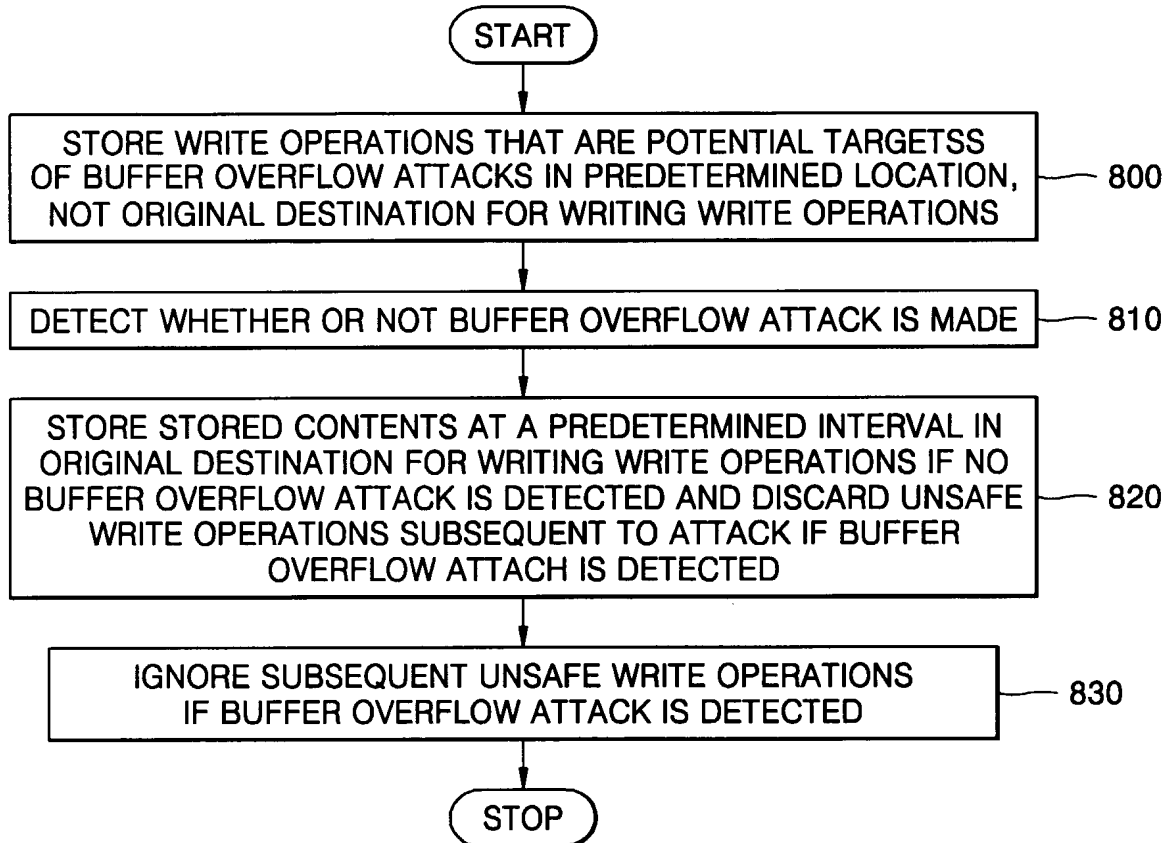 START
STORE WRITE OPERATIONS THAT ARE POTENTIAL TARGETSS
OF BUFFER OVERFLOW ATTACKS IN PREDETERMINED LOCATION,
NOT ORIGINAL DESTINATION FOR WRITING WRITE OPERATIONS
800
DETECT WHETHER OR NOT BUFFER OVERFLOW ATTACK IS MADE
810
STORE STORED CONTENTS AT A PREDETERMINED INTERVAL IN
ORIGINAL DESTINATION FOR WRITING WRITE OPERATIONS IF NO
BUFFER OVERFLOW ATTACK IS DETECTED AND DISCARD UNSAFE
WRITE OPERATIONS SUBSEQUENT TO ATTACK IF BUFFER
OVERFLOW ATTACH IS DETECTED
820
IGNORE SUBSEQUENT UNSAFE WRITE OPERATIONS
IF BUFFER OVERFLOW ATTACK IS DETECTED
830
STOP